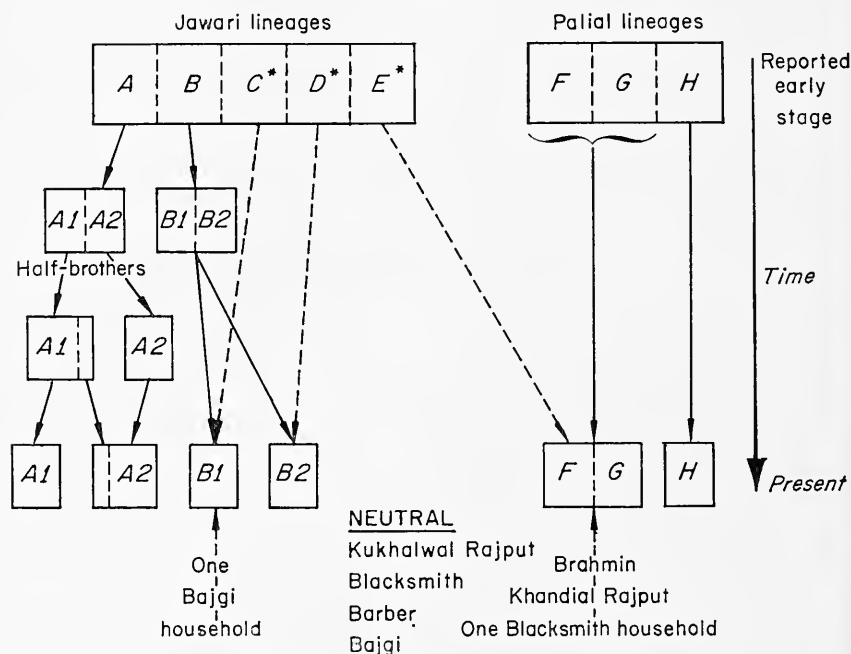 Jawari lineages
Palial lineages
A B C* D* E*
F G H
Reported
early
stage
A1 A2
B1 B2
Half-brothers
Time
A1
A2
A1
A2
B1
B2
F G
H
Present
One
Bajgi
household
NEUTRAL
Kukhalwal Rajput
Blacksmith
Barber
Bajgi
Brahmin
Khandial Rajput
One Blacksmith household